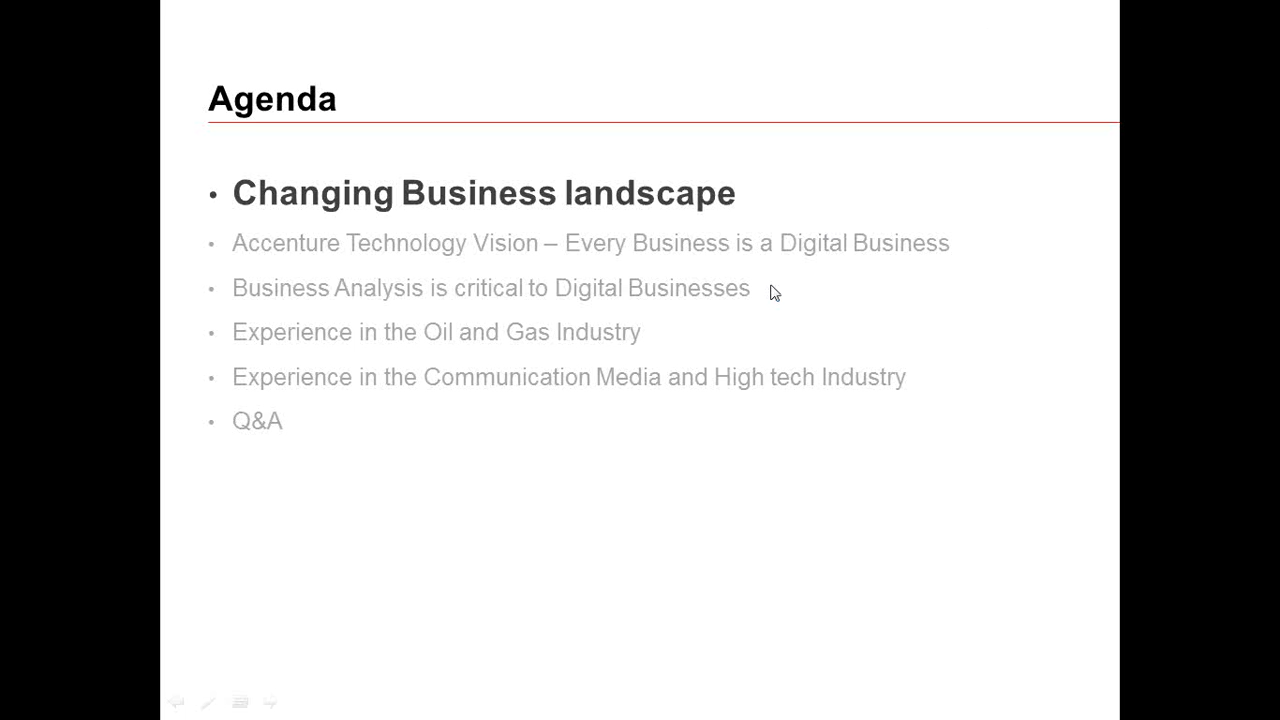 Agenda
• Changing Business landscape
• Accenture Technology Vision – Every Business is a Digital Business
• Business Analysis is critical to Digital Businesses
• Experience in the Oil and Gas Industry
• Experience in the Communication Media and High tech Industry
• Q&A